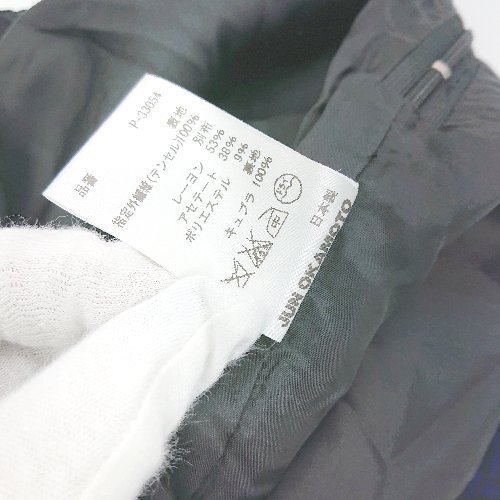 品番 P-33054
表地
指定外繊維(テンセル)100%
別布
レーヨン 53%
アセテート 38%
ポリエステル 9%
裏地
キュプラ 100%
中
日本製
JUN OKAMOTO